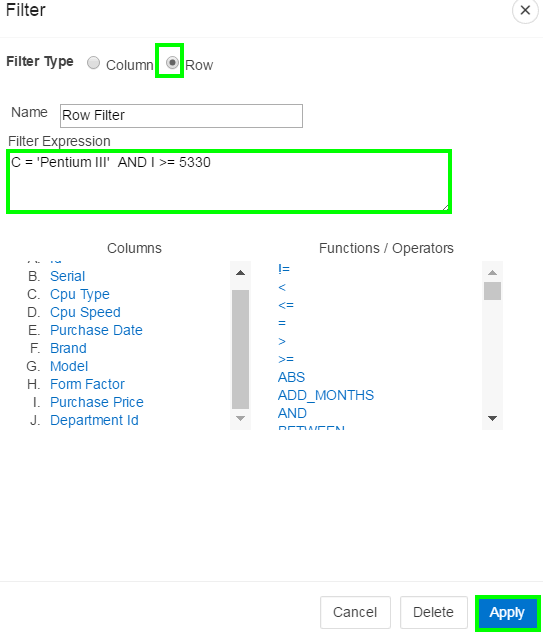 Filter
Filter Type Column Row
Name Row Filter
Filter Expression
C = 'Pentium III'  AND I >= 5330
Columns
A. Id
B. Serial
C. Cpu Type
D. Cpu Speed
E. Purchase Date
F. Brand
G. Model
H. Form Factor
I. Purchase Price
J. Department Id
Functions / Operators
!=
<
<=
=
>
>=
ABS
ADD_MONTHS
AND
BETWEEN
Cancel Delete Apply